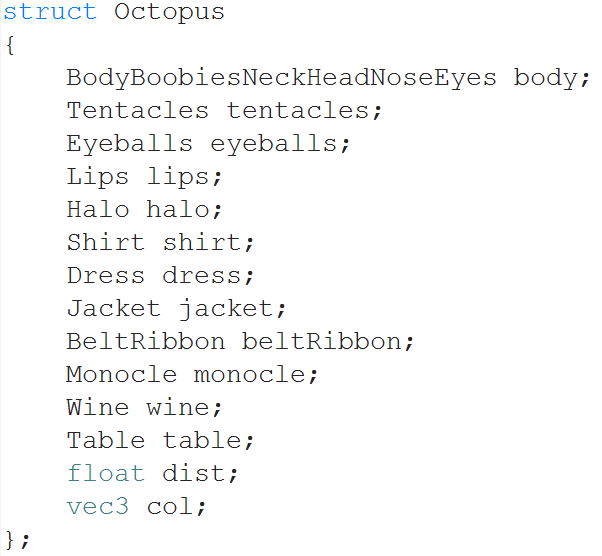 struct Octopus
{
    BodyBoobiesNeckHeadNoseEyes body;
    Tentacles tentacles;
    Eyeballs eyeballs;
    Lips lips;
    Halo halo;
    Shirt shirt;
    Dress dress;
    Jacket jacket;
    BeltRibbon beltRibbon;
    Monocle monocle;
    Wine wine;
    Table table;
    float dist;
    vec3 col;
};